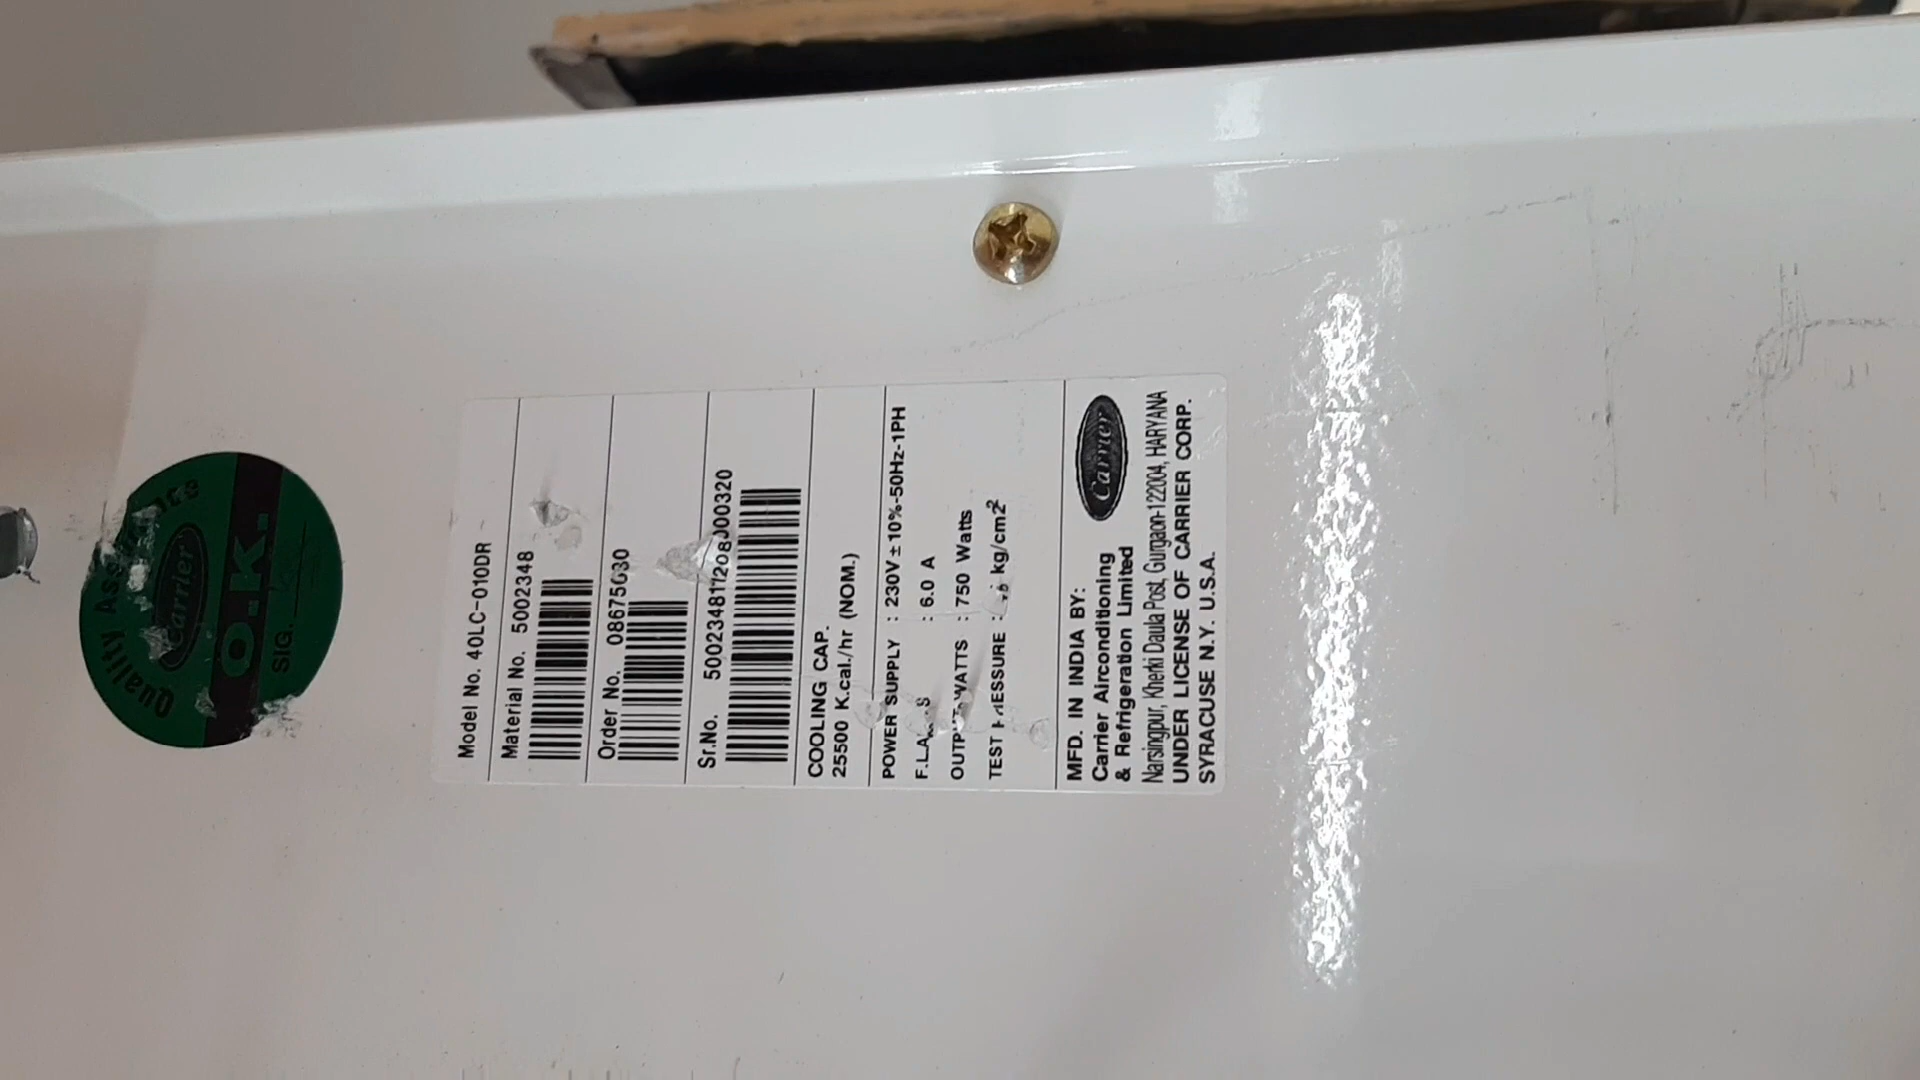 Carrier
O.K.
SIG.
Model No. 40LC-010DR
Material No. 5002348
Order No.
Sr.No.
COOLING CAP.
25500 K.cal./hr (NOM.)
POWER SUPPLY : 230V ± 10%-50Hz-1PH
: 6.0 A
WATTS : 750 Watts
TEST : kg/cm²
Carrier
MFD. IN INDIA BY:
Carrier Airconditioning
& Refrigeration Limited
Narsingpur, Kherki Daula Post, Gurgaon-122004, HARYANA
UNDER LICENSE OF CARRIER CORP.
SYRACUSE N.Y. U.S.A.